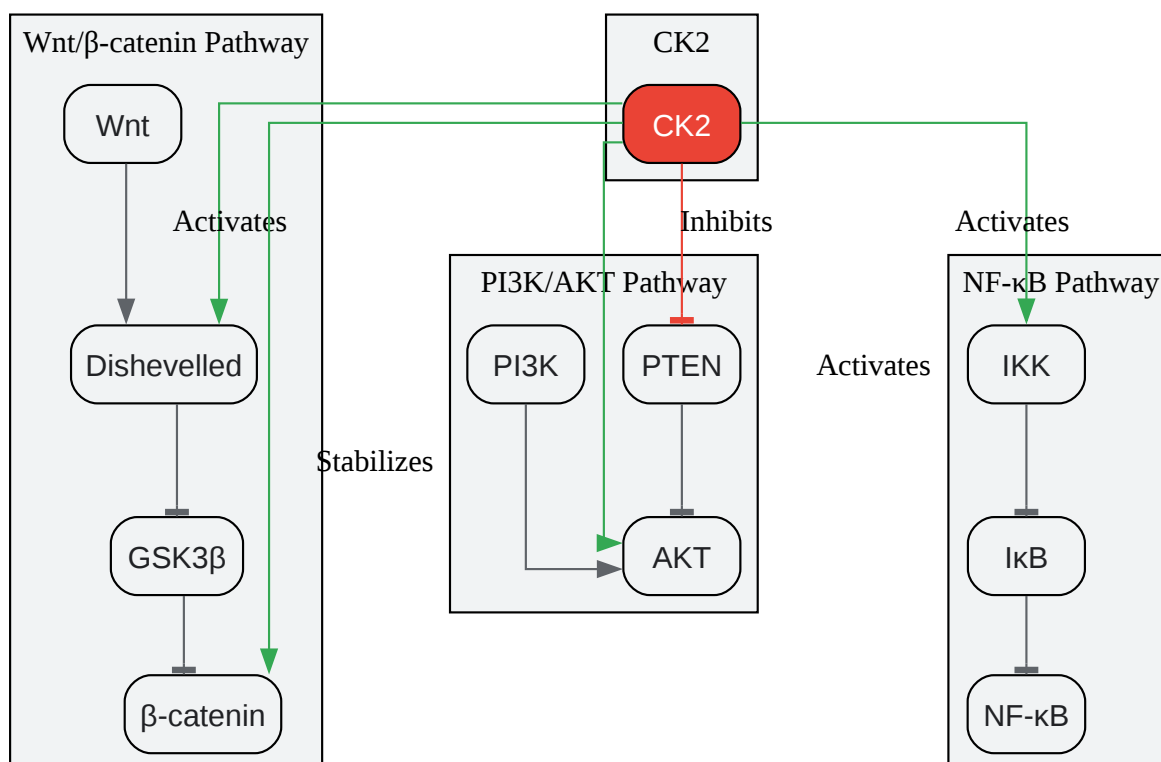 Wnt/β-catenin Pathway
CK2
Wnt
CK2
Activates
Inhibits
Activates
PI3K/AKT Pathway
NF-κB Pathway
Dishevelled
PI3K
PTEN
Activates
IKK
Stabilizes
GSK3β
AKT
IκB
β-catenin
NF-κB